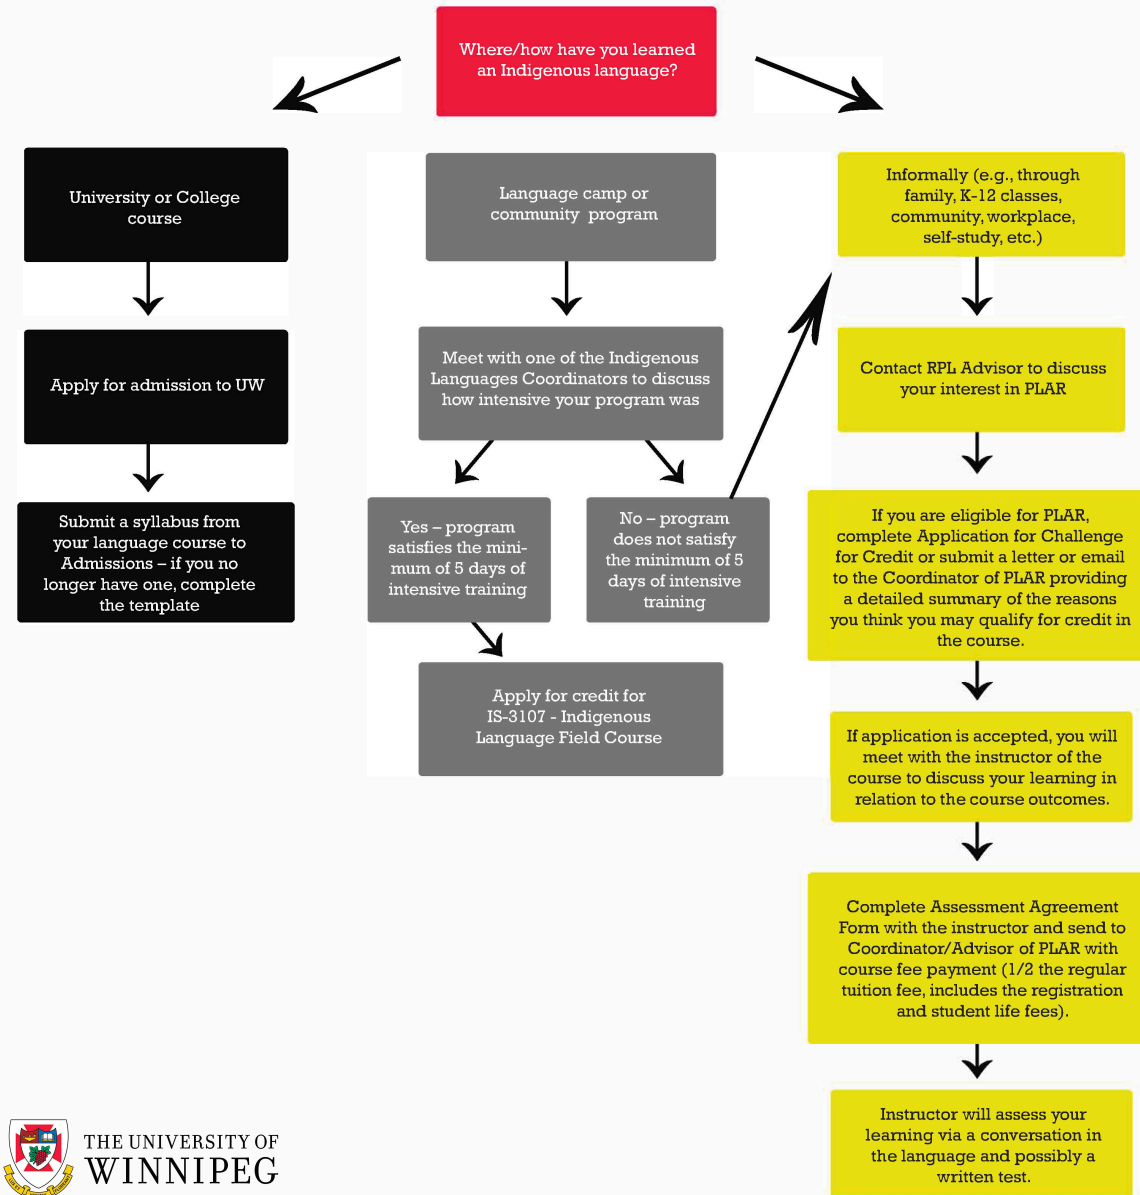 Where/how have you learned
an Indigenous language?
University or College
course
Apply for admission to UW
Submit a syllabus from
your language course to
Admissions – if you no
longer have one, complete
the template
Language camp or
community program
Meet with one of the Indigenous
Languages Coordinators to discuss
how intensive your program was
Yes – program
satisfies the mini-
mum of 5 days of
intensive training
No – program
does not satisfy
the minimum of 5
days of intensive
training
Apply for credit for
IS-3107 - Indigenous
Language Field Course
Informally (e.g., through
family, K-12 classes,
community, workplace,
self-study, etc.)
Contact RPL Advisor to discuss
your interest in PLAR
If you are eligible for PLAR,
complete Application for Challenge
for Credit or submit a letter or email
to the Coordinator of PLAR providing
a detailed summary of the reasons
you think you may qualify for credit in
the course.
If application is accepted, you will
meet with the instructor of the
course to discuss your learning in
relation to the course outcomes.
Complete Assessment Agreement
Form with the instructor and send to
Coordinator/Advisor of PLAR with
course fee payment (1/2 the regular
tuition fee, includes the registration
and student life fees).
Instructor will assess your
learning via a conversation in
the language and possibly a
written test.
THE UNIVERSITY OF
WINNIPEG